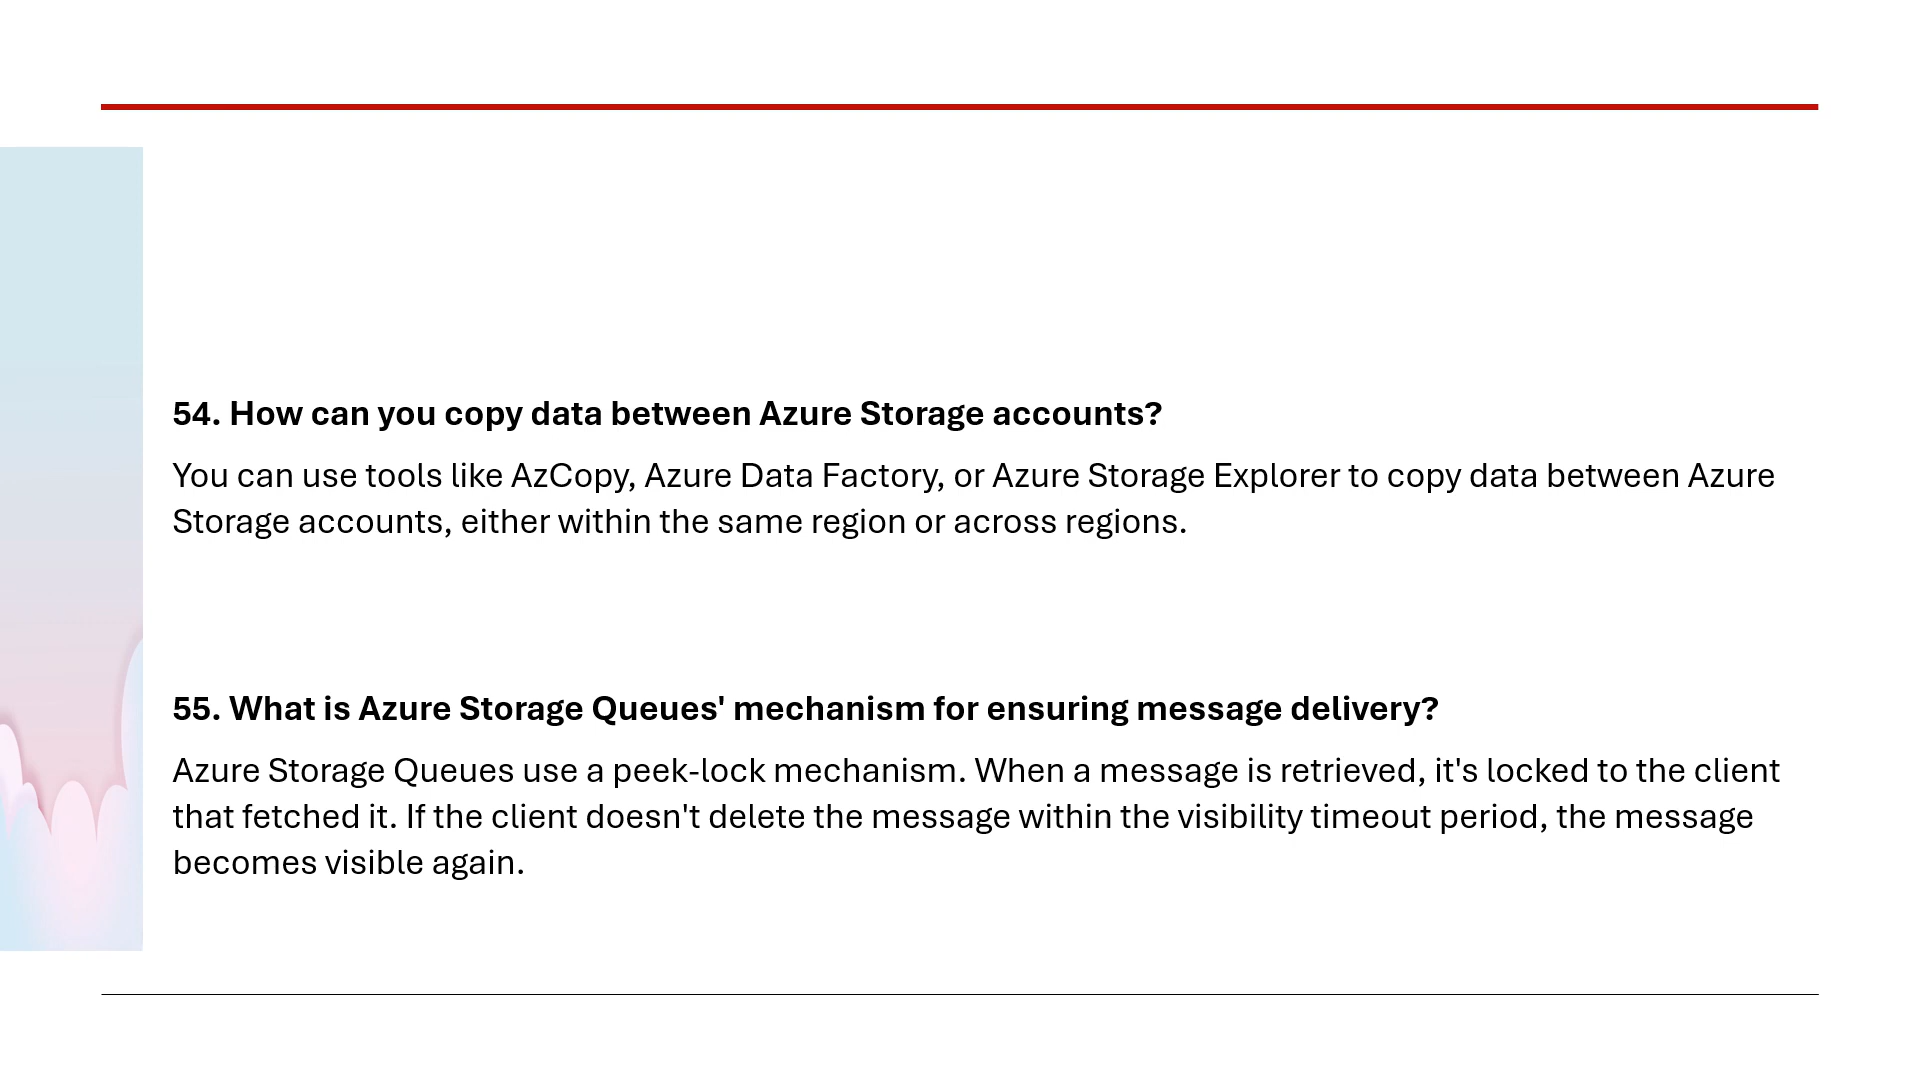 54. How can you copy data between Azure Storage accounts?
You can use tools like AzCopy, Azure Data Factory, or Azure Storage Explorer to copy data between Azure
Storage accounts, either within the same region or across regions.
55. What is Azure Storage Queues' mechanism for ensuring message delivery?
Azure Storage Queues use a peek-lock mechanism. When a message is retrieved, it's locked to the client
that fetched it. If the client doesn't delete the message within the visibility timeout period, the message
becomes visible again.